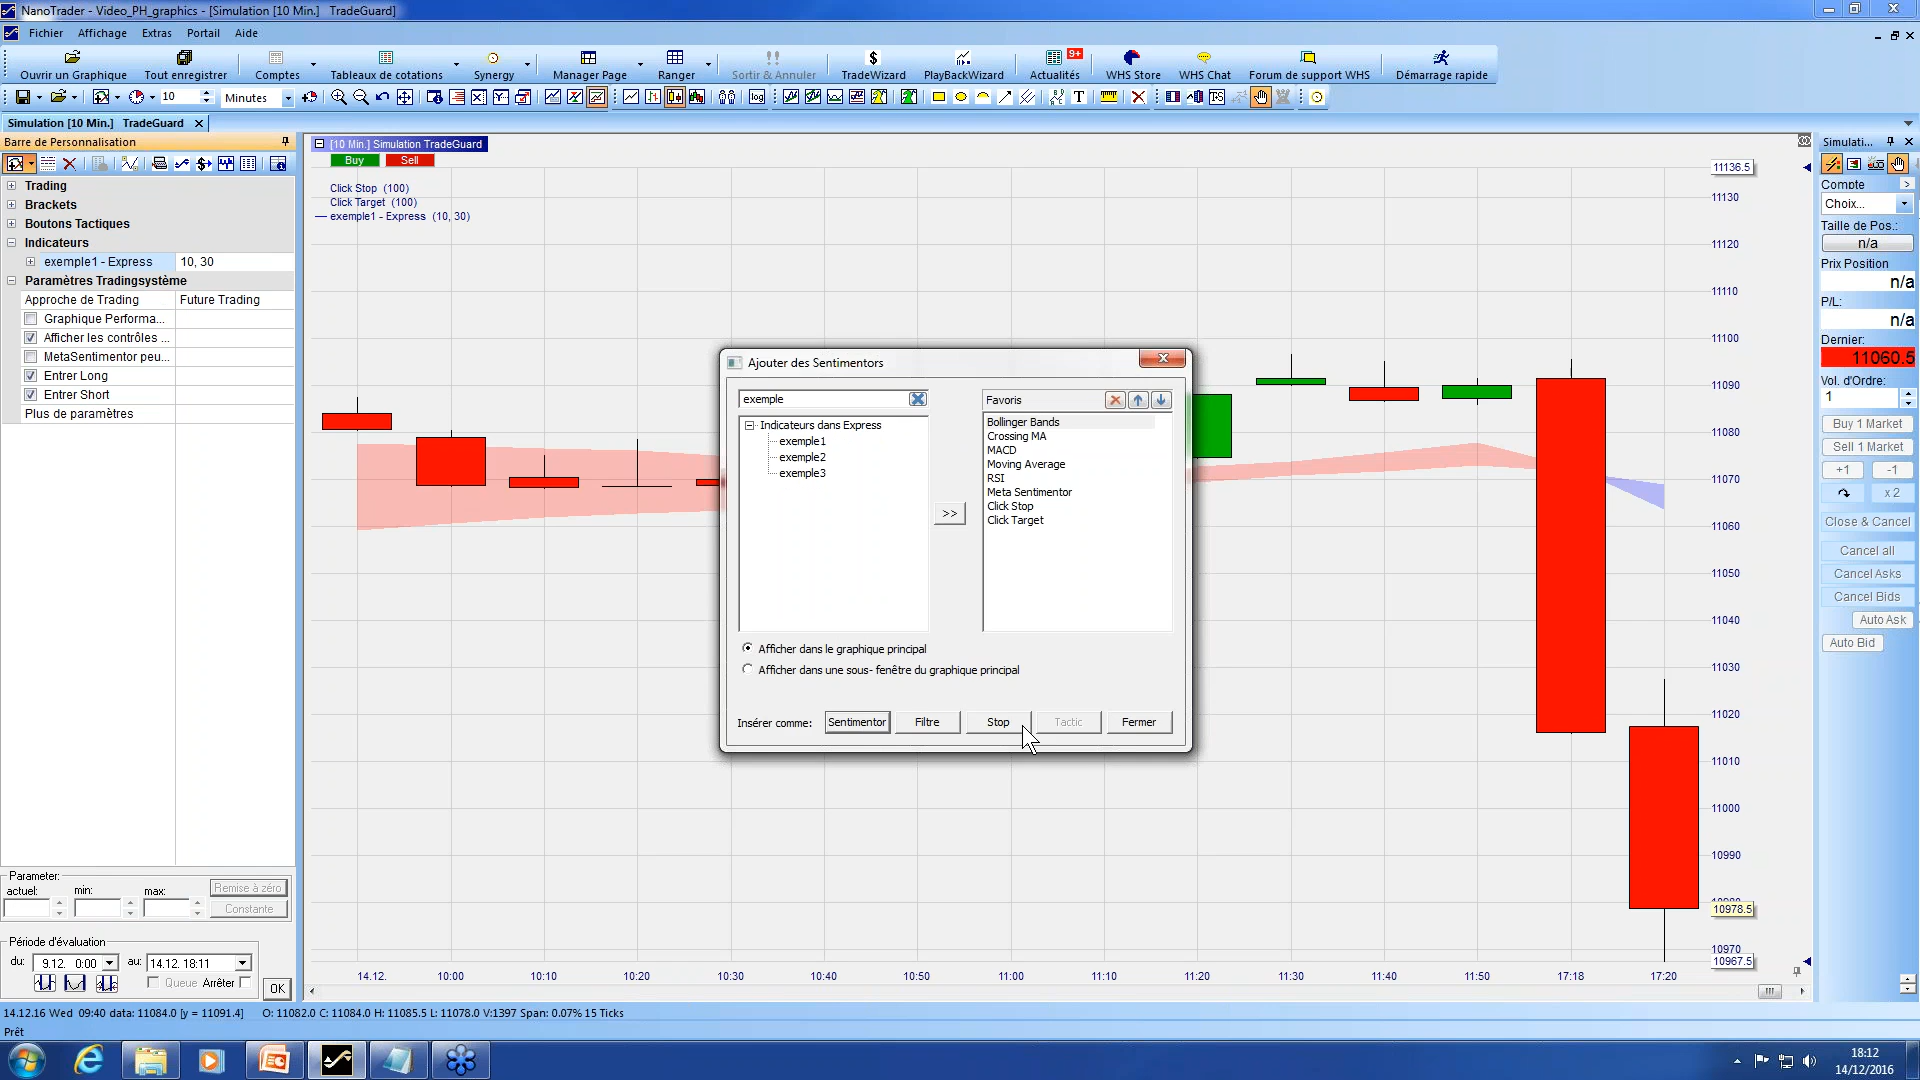 NanoTrader - Video_PH_graphics - [Simulation [10 Min.]   TradeGuard]
Fichier Affichage Extras Portail Aide
Ouvrir un Graphique Tout enregistrer Comptes Tableaux de cotations Synergy Manager Page Ranger Sortir & Annuler TradeWizard PlayBackWizard Actualités 9+ WHS Store WHS Chat Forum de support WHS Démarrage rapide
10 Minutes
Simulation [10 Min.]   TradeGuard
Barre de Personnalisation
Trading
Brackets
Boutons Tactiques
Indicateurs
exemple1 - Express 10, 30
Paramètres Tradingsystème
Approche de Trading Future Trading
Graphique Performa...
Afficher les contrôles ...
MetaSentimentor peu...
Entrer Long
Entrer Short
Plus de paramètres
Parameter:
actuel: min: max: Remise à zéro
Constante
Période d'évaluation
du: 9.12. 0:00 au: 14.12. 18:11
Queue Arrêter OK
[10 Min.] Simulation TradeGuard
Buy Sell
Click Stop (100)
Click Target (100)
exemple1 - Express (10, 30)
11136.5
11130
11120
11110
11100
11090
11080
11070
11060
11050
11040
11030
11020
11010
11000
10990
10978.5
10970
10967.5
14.12. 10:00 10:10 10:20 10:30 10:40 10:50 11:00 11:10 11:20 11:30 11:40 11:50 17:18 17:20
Ajouter des Sentimentors
exemple
Indicateurs dans Express
exemple1
exemple2
exemple3
>>
Favoris
Bollinger Bands
Crossing MA
MACD
Moving Average
RSI
Meta Sentimentor
Click Stop
Click Target
Afficher dans le graphique principal
Afficher dans une sous- fenêtre du graphique principal
Insérer comme: Sentimentor Filtre Stop Tactic Fermer
Simulati...
Compte
Choix...
Taille de Pos.:
n/a
Prix Position
n/a
P/L:
n/a
Dernier:
11060.5
Vol. d'Ordre:
1
Buy 1 Market
Sell 1 Market
+1 -1
x 2
Close & Cancel
Cancel all
Cancel Asks
Cancel Bids
Auto Ask
Auto Bid
14.12.16 Wed  09:40 data: 11084.0 [y = 11091.4] O: 11082.0 C: 11084.0 H: 11085.5 L: 11078.0 V:1397 Span: 0.07% 15 Ticks
Prêt
18:12
14/12/2016